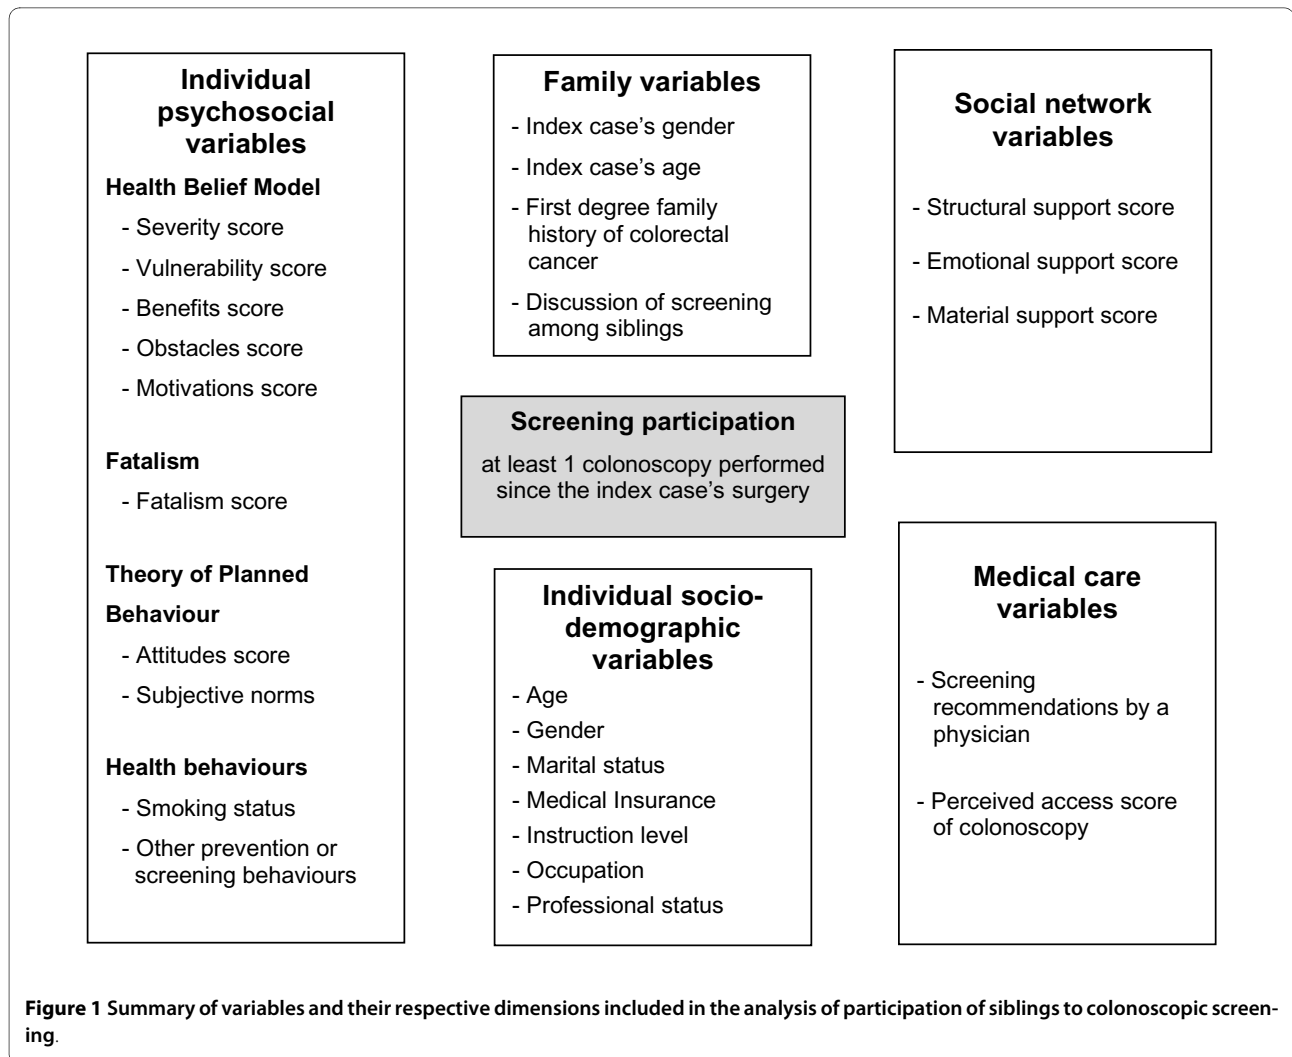 Individual
psychosocial
variables
Health Belief Model
- Severity score
- Vulnerability score
- Benefits score
- Obstacles score
- Motivations score
Fatalism
- Fatalism score
Theory of Planned
Behaviour
- Attitudes score
- Subjective norms
Health behaviours
- Smoking status
- Other prevention or
screening behaviours
Family variables
- Index case’s gender
- Index case’s age
- First degree family
history of colorectal
cancer
- Discussion of screening
among siblings
Screening participation
at least 1 colonoscopy performed
since the index case’s surgery
Individual socio-
demographic
variables
- Age
- Gender
- Marital status
- Medical Insurance
- Instruction level
- Occupation
- Professional status
Social network
variables
- Structural support score
- Emotional support score
- Material support score
Medical care
variables
- Screening
recommendations by a
physician
- Perceived access score
of colonoscopy
Figure 1 Summary of variables and their respective dimensions included in the analysis of participation of siblings to colonoscopic screen-
ing.